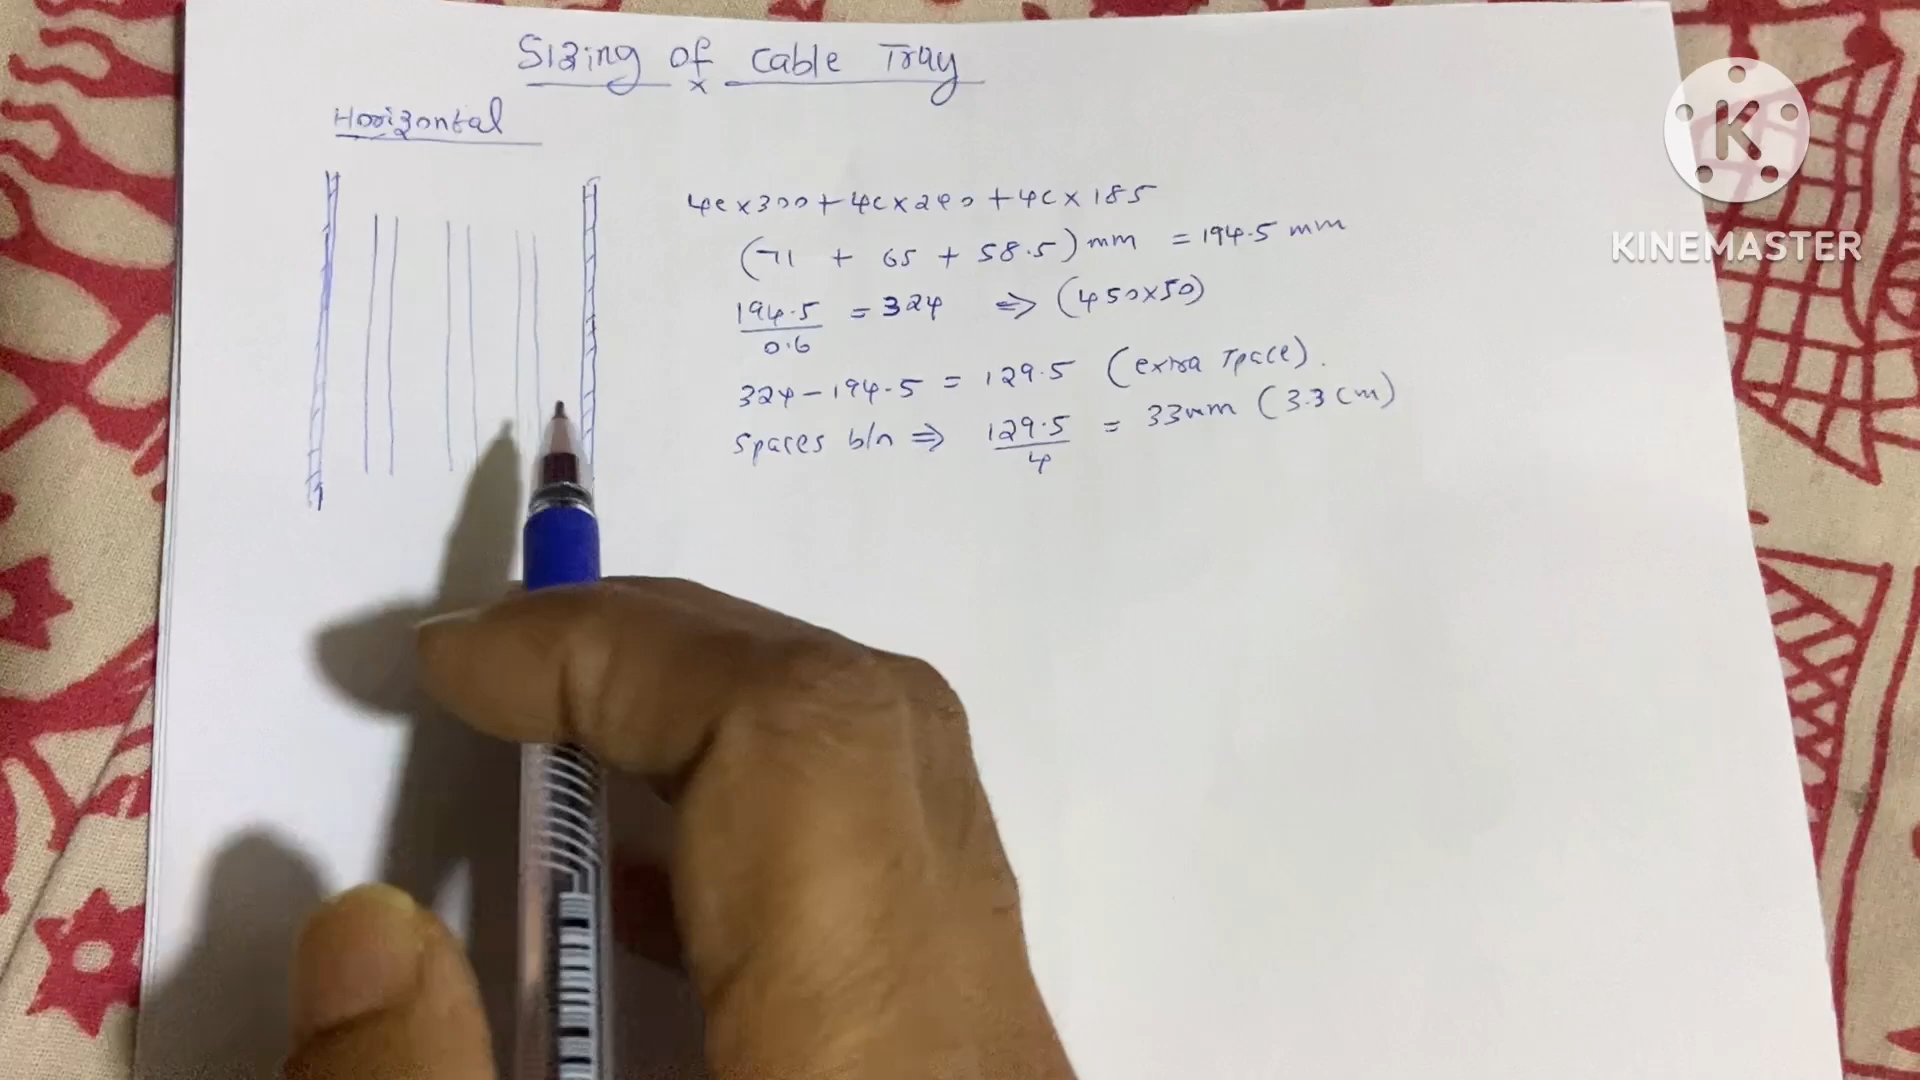 Sizing of Cable Tray
x
Horizontal
4c x 300 + 4c x 240 + 4c x 185
(71 + 65 + 58.5) mm = 194.5 mm
194.5 / 0.6 = 324 ⇒ (450x50)
324 - 194.5 = 129.5 (extra Space).
Spaces b/n ⇒ 129.5 / 4 = 33mm (3.3 cm)
K
KINEMASTER